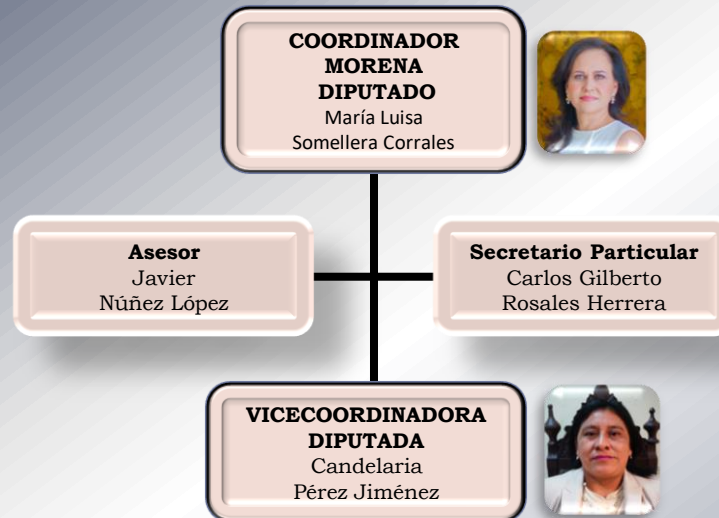 COORDINADOR
MORENA
DIPUTADO
María Luisa
Somellera Corrales
Asesor
Javier
Núñez López
Secretario Particular
Carlos Gilberto
Rosales Herrera
VICECOORDINADORA
DIPUTADA
Candelaria
Pérez Jiménez